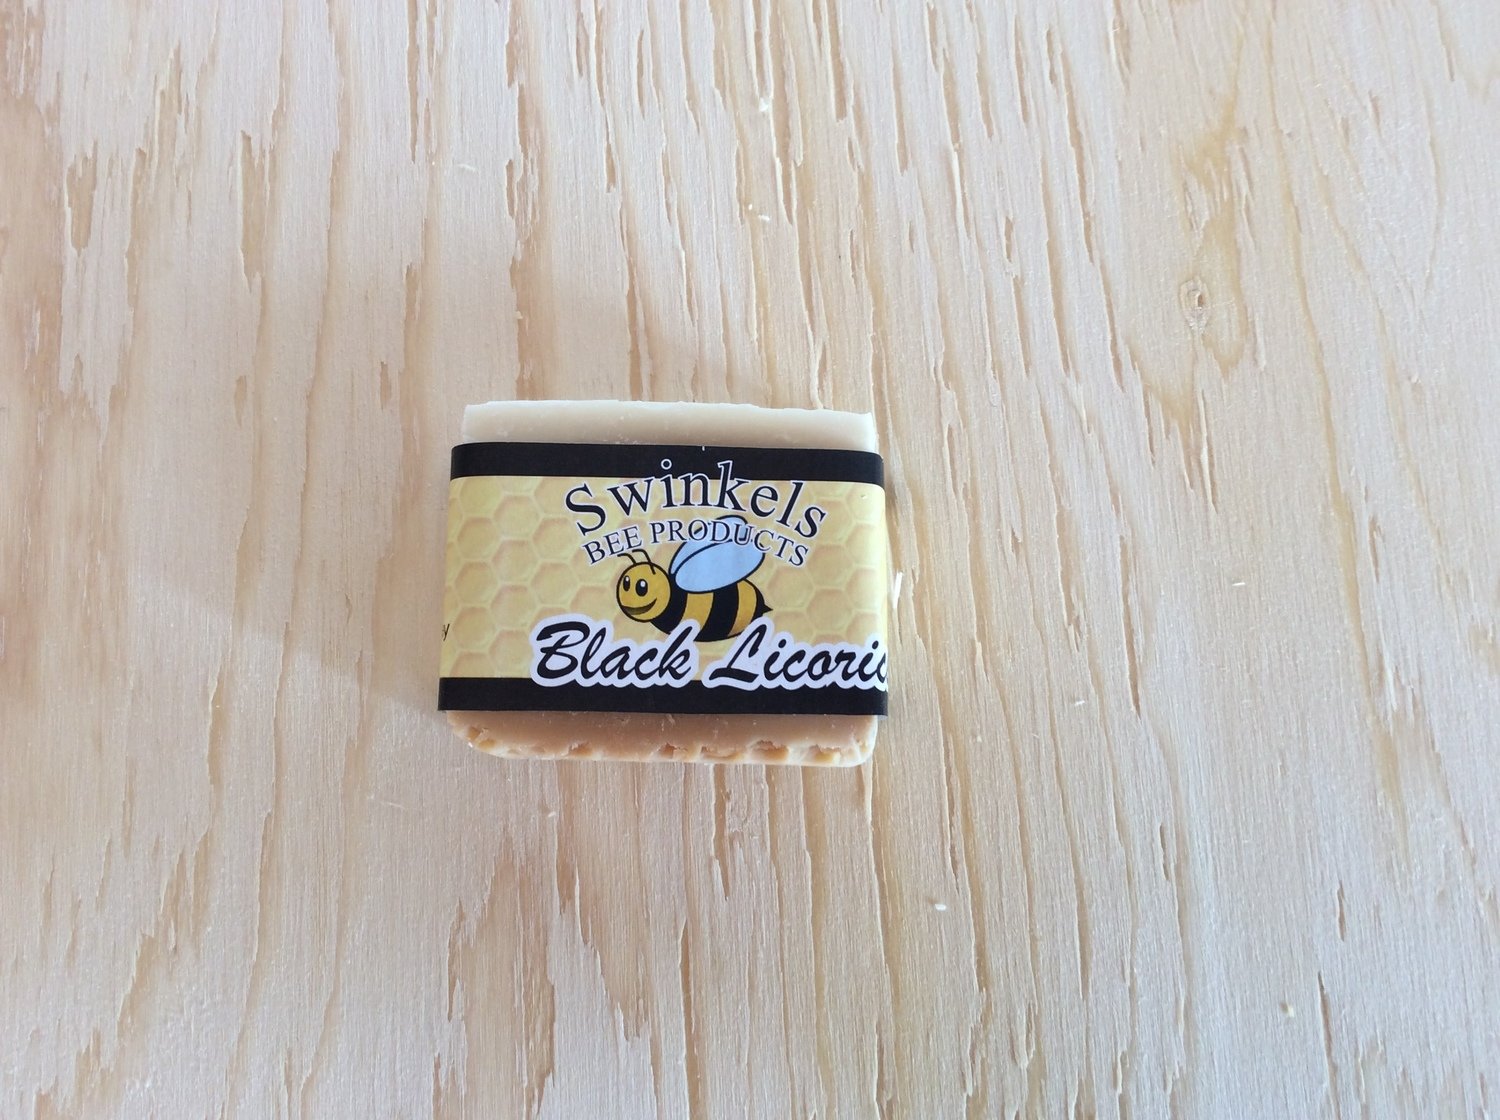 Swinkels
BEE PRODUCTS
Black Licoric